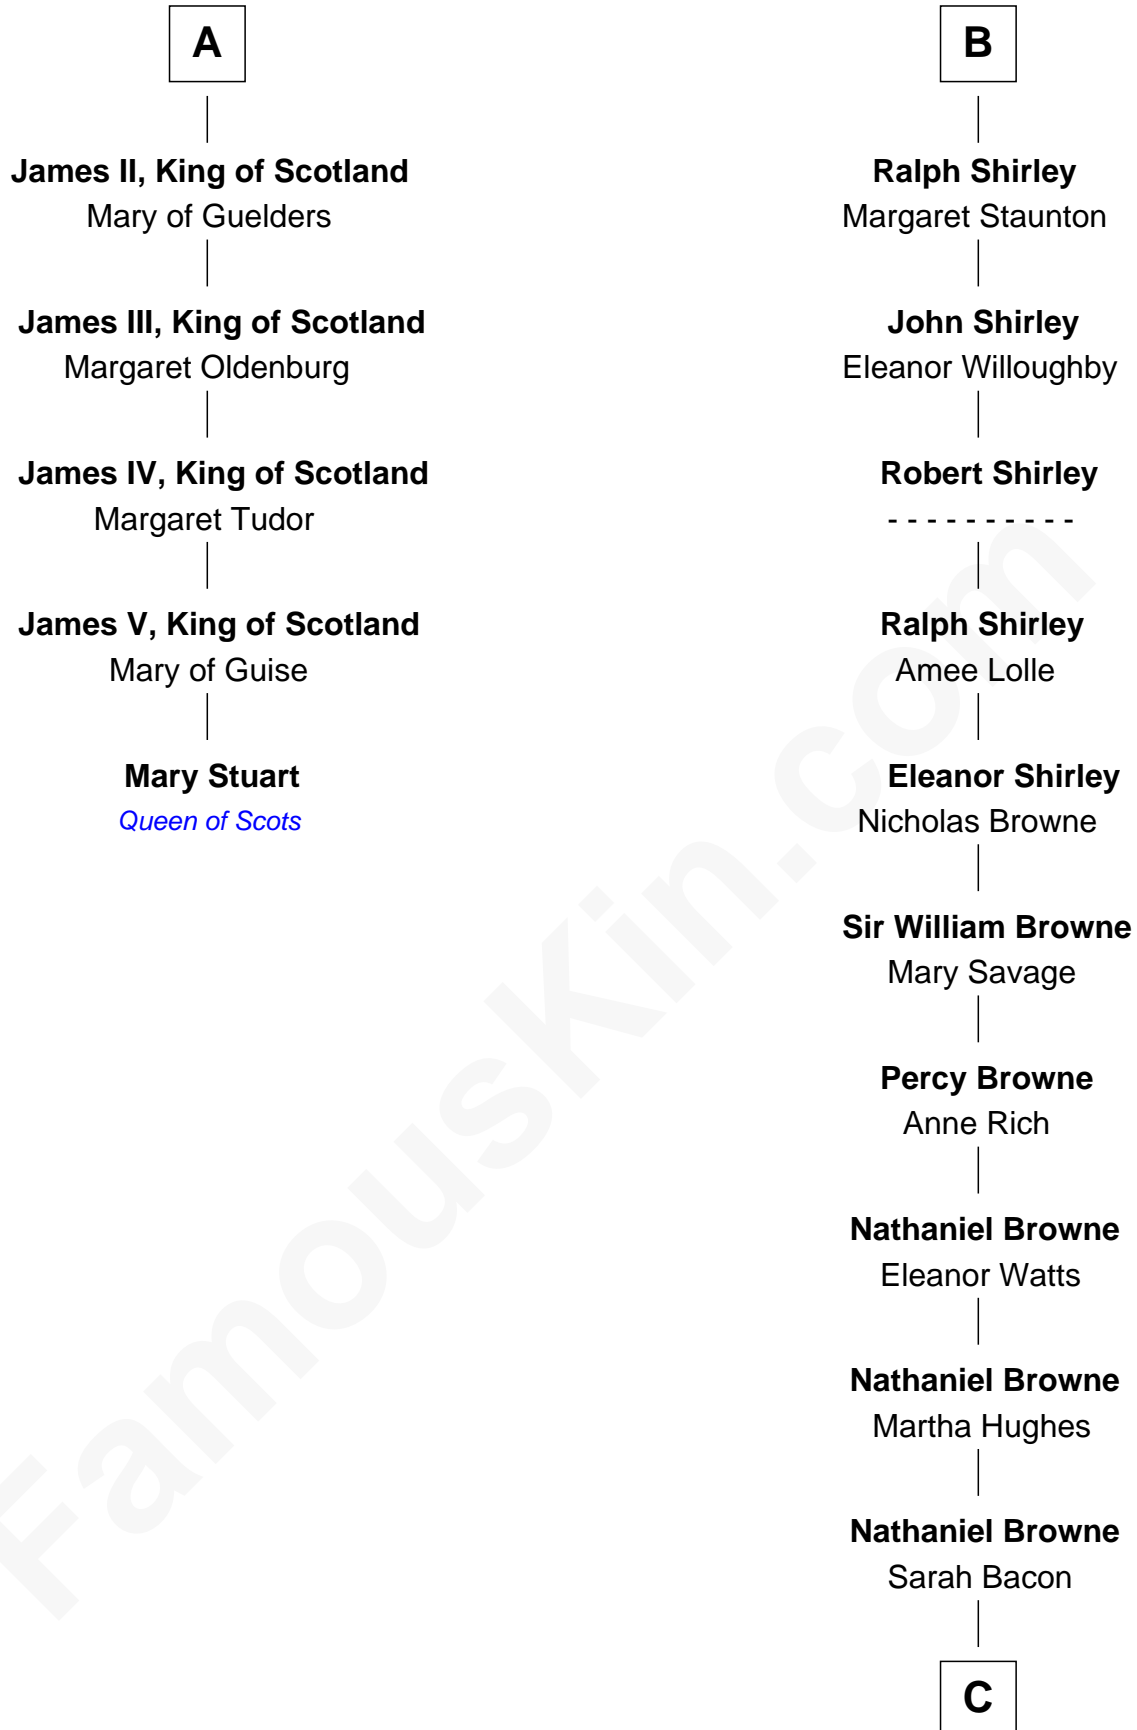 A
James II, King of Scotland
Mary of Guelders
James III, King of Scotland
Margaret Oldenburg
James IV, King of Scotland
Margaret Tudor
James V, King of Scotland
Mary of Guise
Mary Stuart
Queen of Scots
B
Ralph Shirley
Margaret Staunton
John Shirley
Eleanor Willoughby
Robert Shirley
- - - - - - - - - -
Ralph Shirley
Amee Lolle
Eleanor Shirley
Nicholas Browne
Sir William Browne
Mary Savage
Percy Browne
Anne Rich
Nathaniel Browne
Eleanor Watts
Nathaniel Browne
Martha Hughes
Nathaniel Browne
Sarah Bacon
C
FamousKin.com